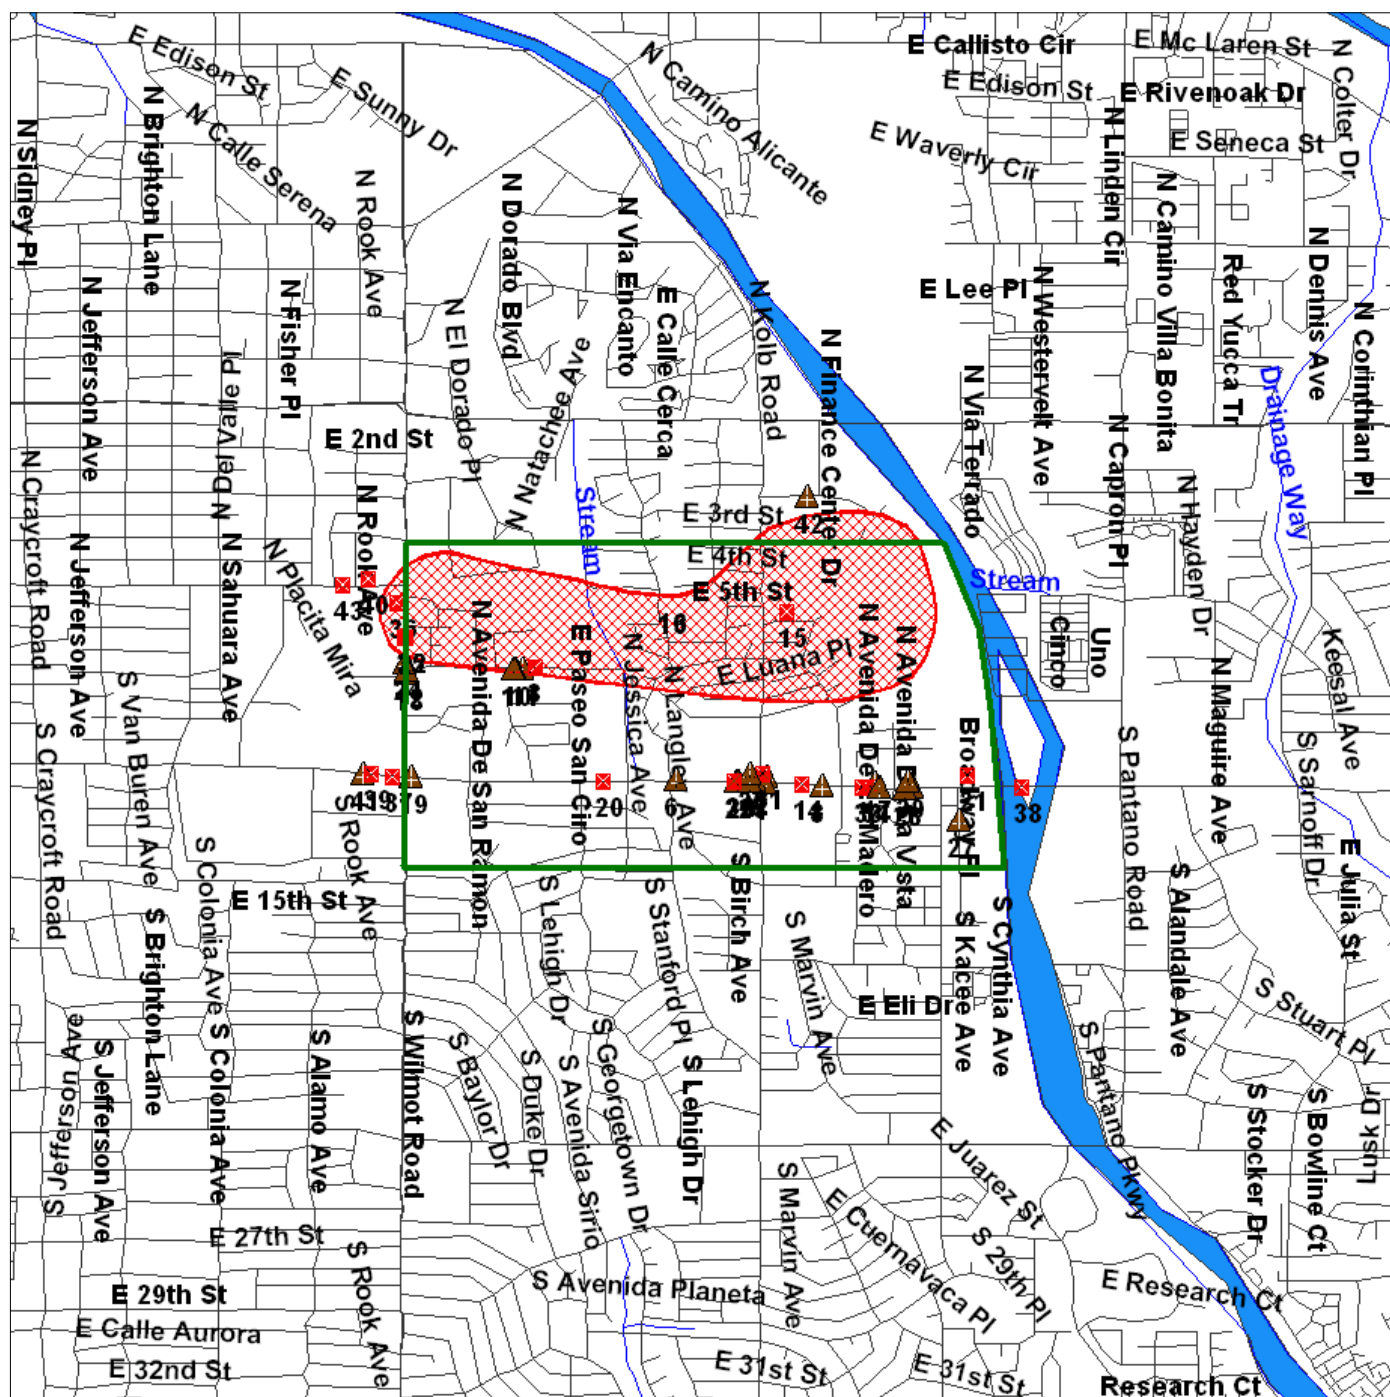 E Callisto Cir
E Mc Laren St
E Edison St
E Edison St
E Sunny Dr
N Camino Alicante
N Colter Dr
E Rivenoak Dr
N Brighton Lane
N Calle Serena
N Sidney Pl
E Waverly Cir
N Linden Cir
E Seneca St
N Rook Ave
N Dorado Blvd
N Via Encanto
N Camino Villa Bonita
N Dennis Ave
Red Yucca Tr
N Jefferson Ave
N Fisher Pl
N El Dorado Pl
E Calle Cerca
N Kolb Road
E Lee Pl
N Westervelt Ave
N Corinthian Pl
N Finance Center Dr
N Natachee Ave
N Del Valle Pl
N Via Terrado
Drainage Way
N Capron Pl
E 2nd St
N Craycroft Road
N Hayden Dr
N Rook Ave
Stream
E 3rd St
42
N Jefferson Ave
N Sahuara Ave
N Placita Mira
E 4th St
Stream
E 5th St
43
40
15
N Avenida De San Ramon
E Paseo San Ciro
N Jessica Ave
N Langley Ave
E Luana Pl
Cinco
Uno
Keesal Ave
N Maguire Ave
S Van Buren Ave
S Craycroft Road
S Pantano Road
S Sarnoff Dr
41
39
37
9
20
6
14
38
27
S Rook Ave
S Colonia Ave
S Birch Ave
E Julia St
E 15th St
S Lehigh Dr
S Stanford Pl
S Marvin Ave
S Kacee Ave
S Cynthia Ave
S Alandale Ave
S Brighton Lane
E Eli Dr
S Stuart Pl
S Jefferson Ave
S Jefferson Ave
S Colonia Ave
S Alamo Ave
S Wilmot Road
S Baylor Dr
S Duke Dr
S Avenida Sirio
S Georgetown Dr
S Lehigh Dr
S Pantano Pkwy
S Stocker Dr
S Bowline Ct
Lusk Dr
E Juarez St
S Marvin Ave
E Cuernavaca Pl
S 29th Pl
E 27th St
S Rook Ave
S Avenida Planeta
E Research Ct
E 29th St
E Calle Aurora
E 32nd St
E 31st St
E 31st St
Research Ct